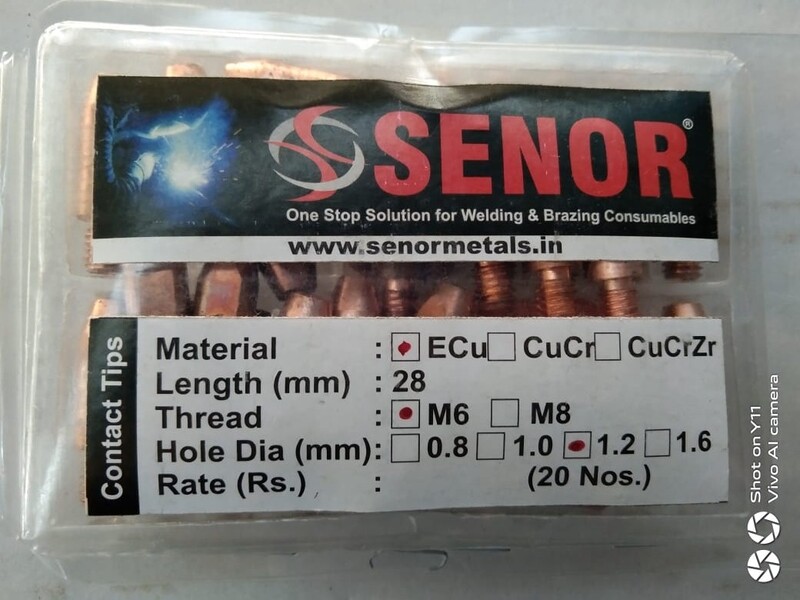 SENOR®
One Stop Solution for Welding & Brazing Consumables
www.senormetals.in
Contact Tips
Material : ECu CuCr CuCrZr
Length (mm) : 28
Thread : M6 M8
Hole Dia (mm): 0.8 1.0 1.2 1.6
Rate (Rs.) : (20 Nos.)
Shot on Y11
Vivo AI camera